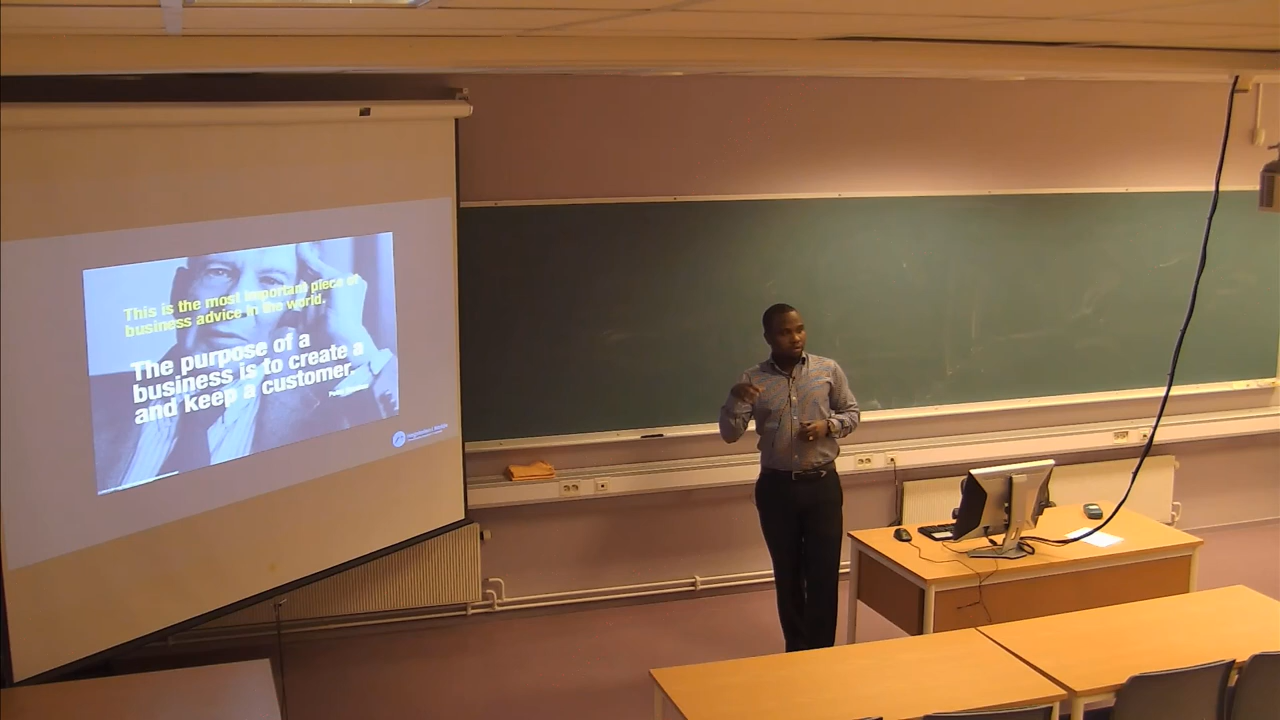 This is the most important piece of
business advice in the world.
The purpose of a
business is to create a
and keep a customer.
Peter